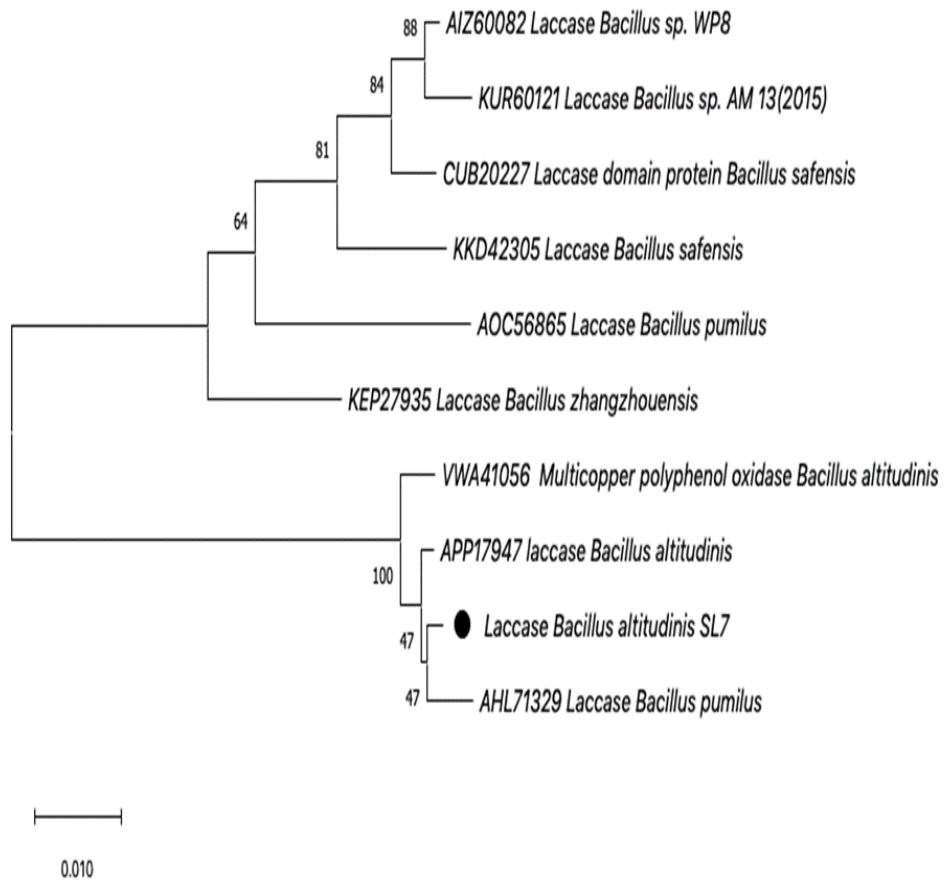 88
AIZ60082 Laccase Bacillus sp. WP8
84
KUR60121 Laccase Bacillus sp. AM 13(2015)
81
CUB20227 Laccase domain protein Bacillus safensis
64
KKD42305 Laccase Bacillus safensis
AOC56865 Laccase Bacillus pumilus
KEP27935 Laccase Bacillus zhangzhouensis
VWA41056 Multicopper polyphenol oxidase Bacillus altitudinis
APP17947 laccase Bacillus altitudinis
100
Laccase Bacillus altitudinis SL7
47
47
AHL71329 Laccase Bacillus pumilus
0.010